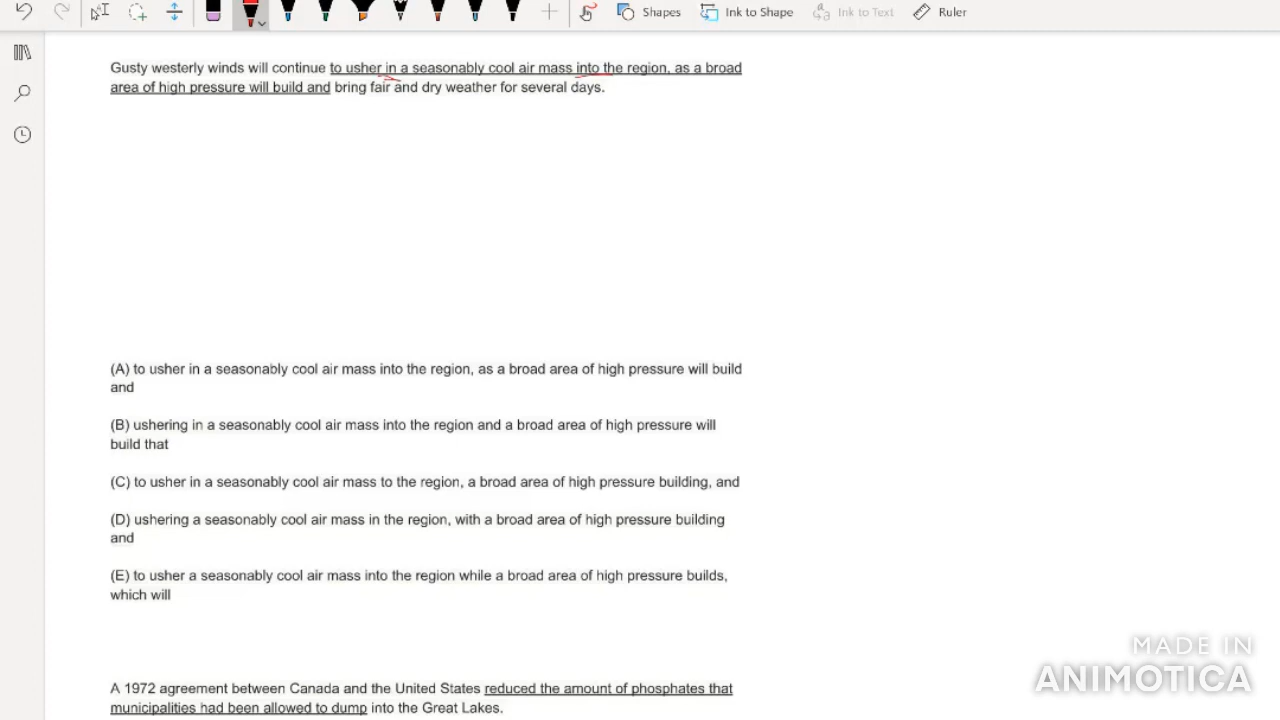 Shapes
Ink to Shape
Ink to Text
Ruler
Gusty westerly winds will continue to usher in a seasonably cool air mass into the region, as a broad
area of high pressure will build and bring fair and dry weather for several days.
(A) to usher in a seasonably cool air mass into the region, as a broad area of high pressure will build
and
(B) ushering in a seasonably cool air mass into the region and a broad area of high pressure will
build that
(C) to usher in a seasonably cool air mass to the region, a broad area of high pressure building, and
(D) ushering a seasonably cool air mass in the region, with a broad area of high pressure building
and
(E) to usher a seasonably cool air mass into the region while a broad area of high pressure builds,
which will
MADE IN
ANIMOTICA
A 1972 agreement between Canada and the United States reduced the amount of phosphates that
municipalities had been allowed to dump into the Great Lakes.